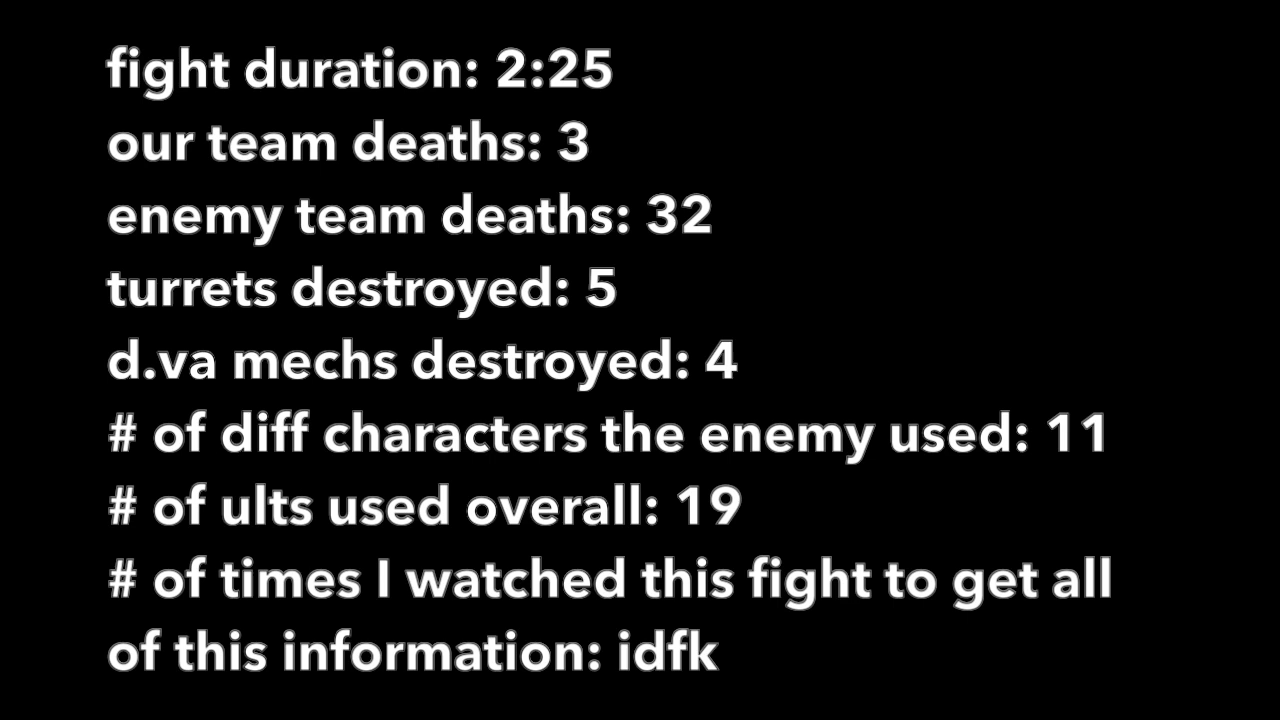 fight duration: 2:25
our team deaths: 3
enemy team deaths: 32
turrets destroyed: 5
d.va mechs destroyed: 4
# of diff characters the enemy used: 11
# of ults used overall: 19
# of times I watched this fight to get all
of this information: idfk